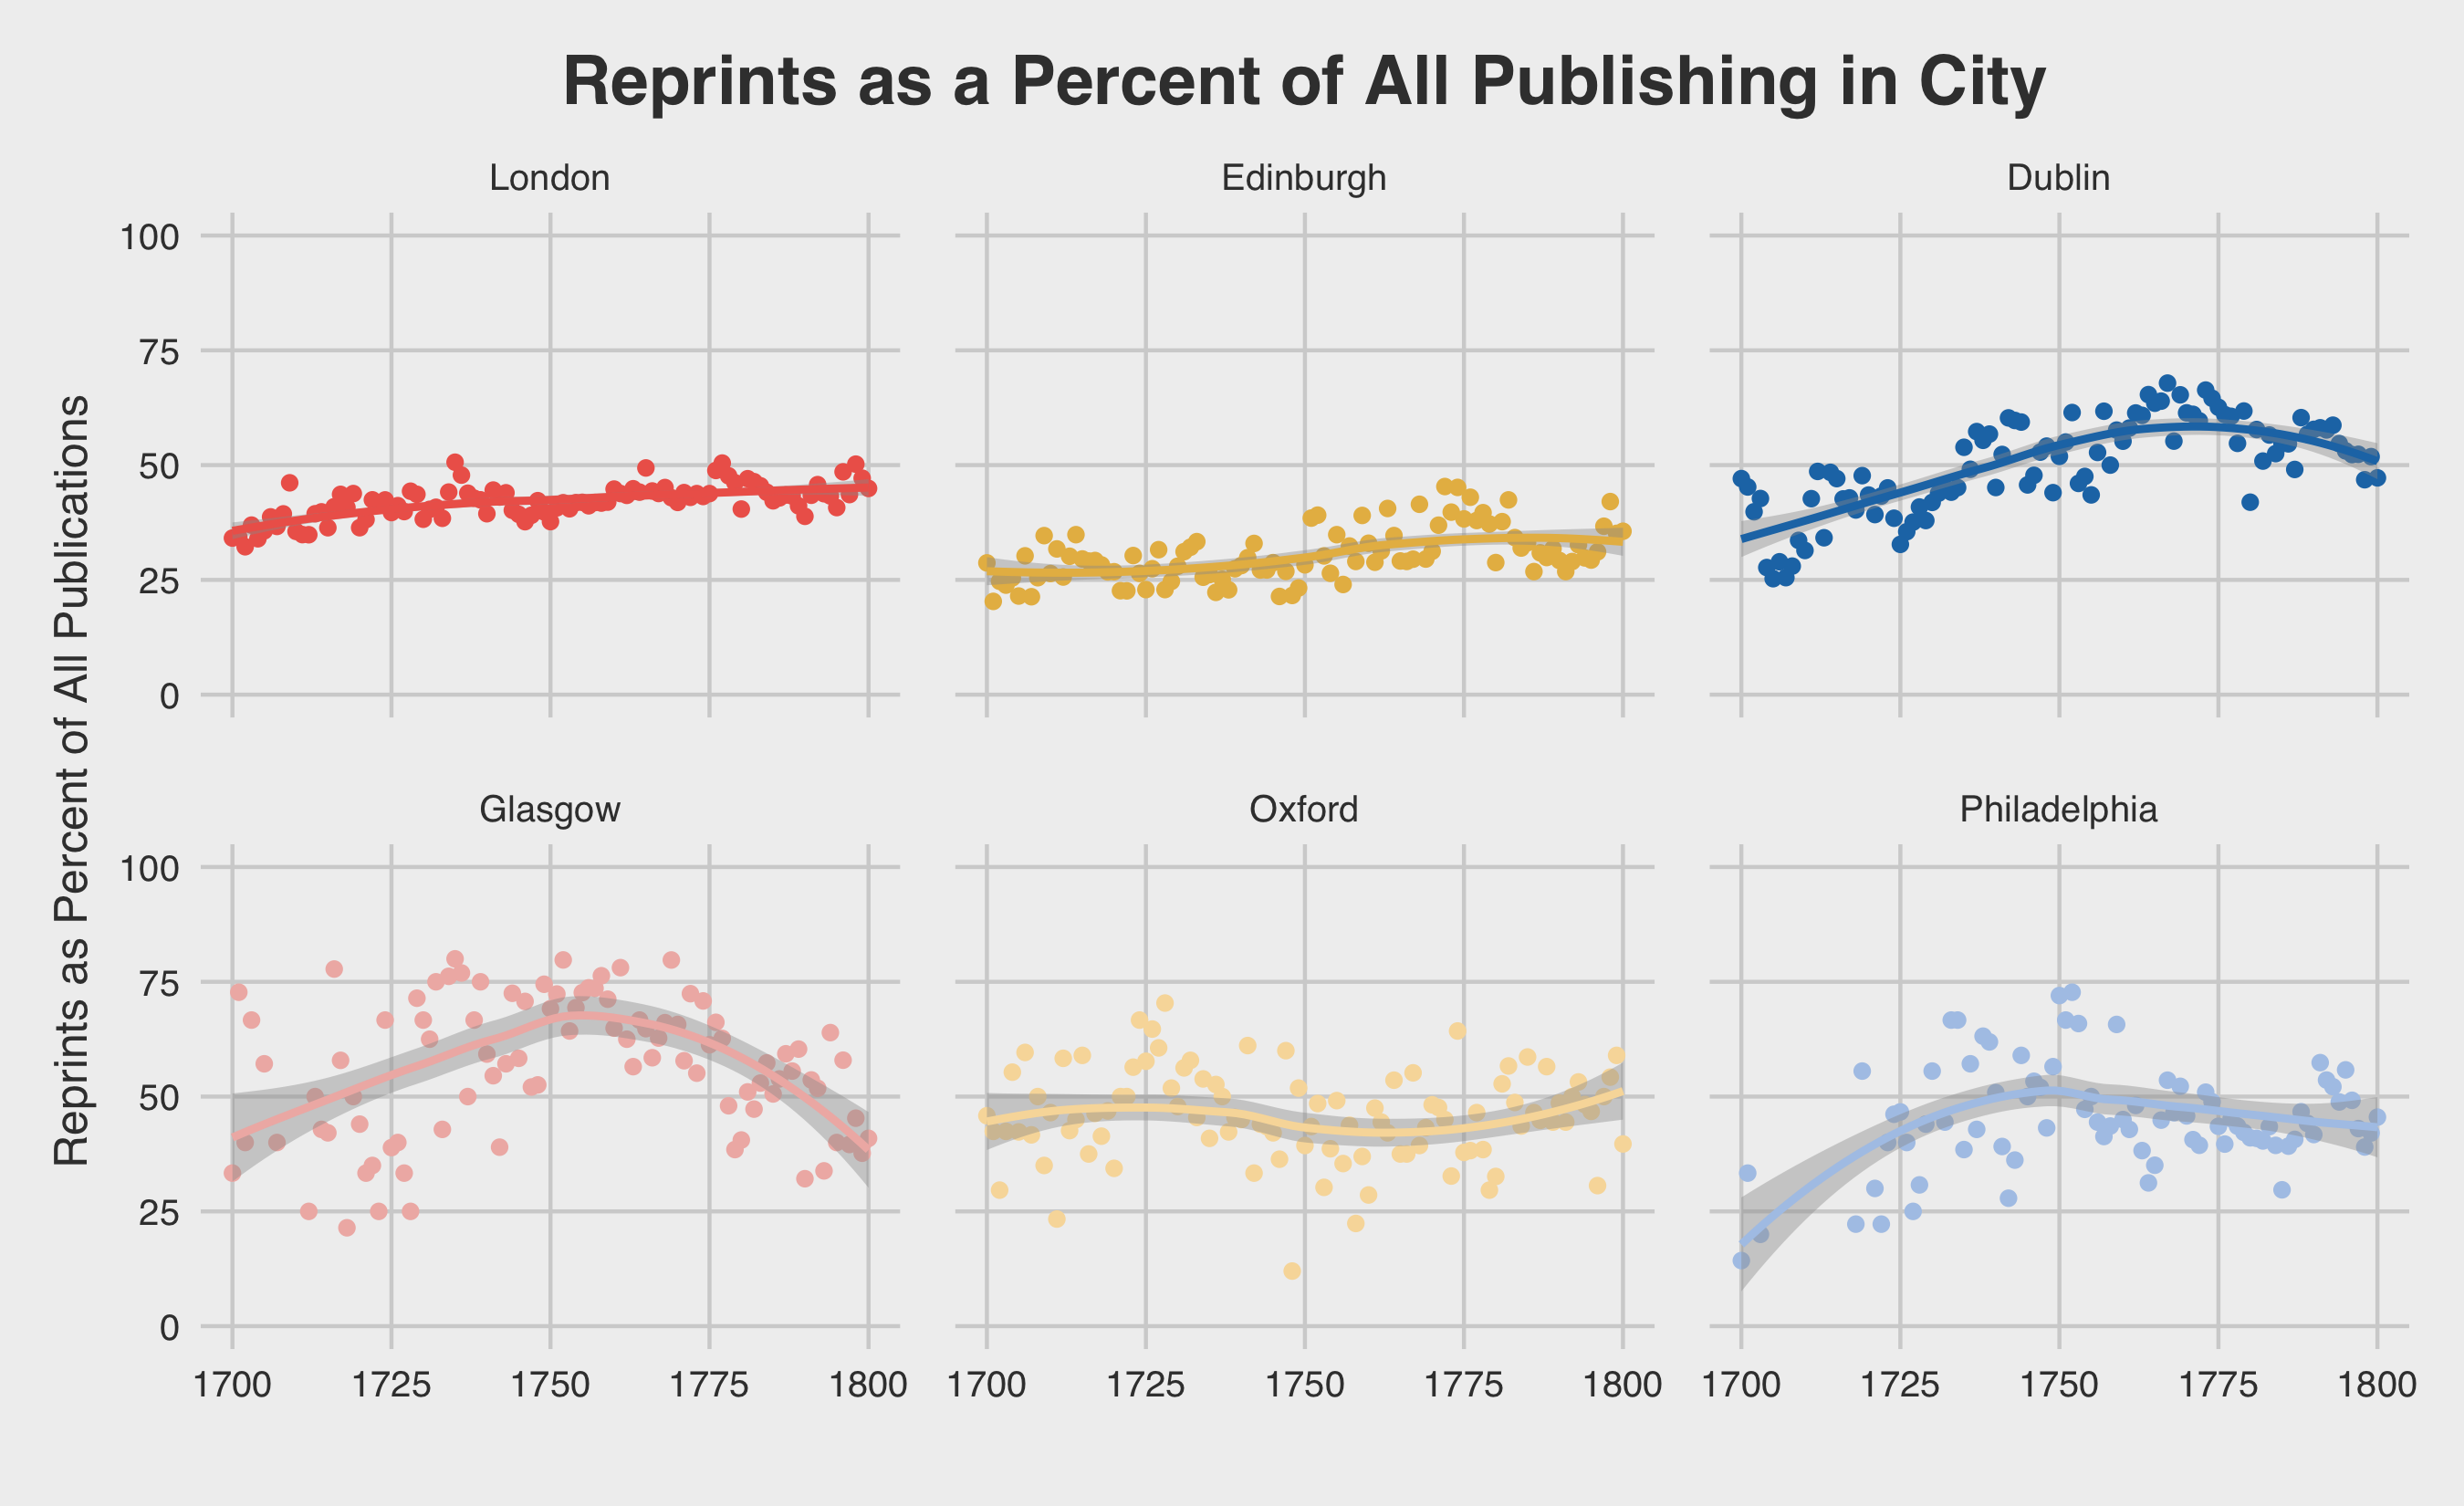 Reprints as a Percent of All Publishing in City
London
Edinburgh
Dublin
Reprints as Percent of All Publications
100
75
50
25
0
Glasgow
Oxford
Philadelphia
100
75
50
25
0
1700 1725 1750 1775 1800
1700 1725 1750 1775 1800
1700 1725 1750 1775 1800